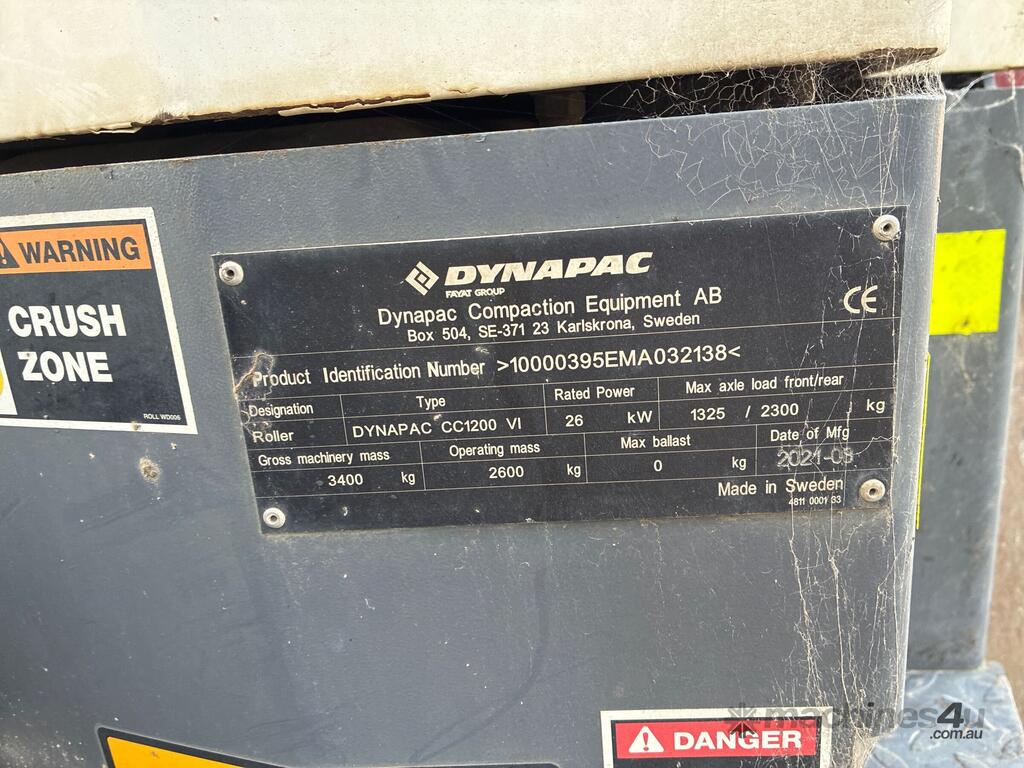 WARNING
CRUSH
ZONE
ROLL WD006
DYNAPAC
FAYAT GROUP
Dynapac Compaction Equipment AB
Box 504, SE-371 23 Karlskrona, Sweden
CE
Product Identification Number >10000395EMA032138<
Designation Type Rated Power Max axle load front/rear
Roller DYNAPAC CC1200 VI 26 kW 1325 / 2300 kg
Gross machinery mass Operating mass Max ballast Date of Mfg
3400 kg 2600 kg 0 kg 2021-03
Made in Sweden
4811 0001 33
DANGER
machines4u
.com.au